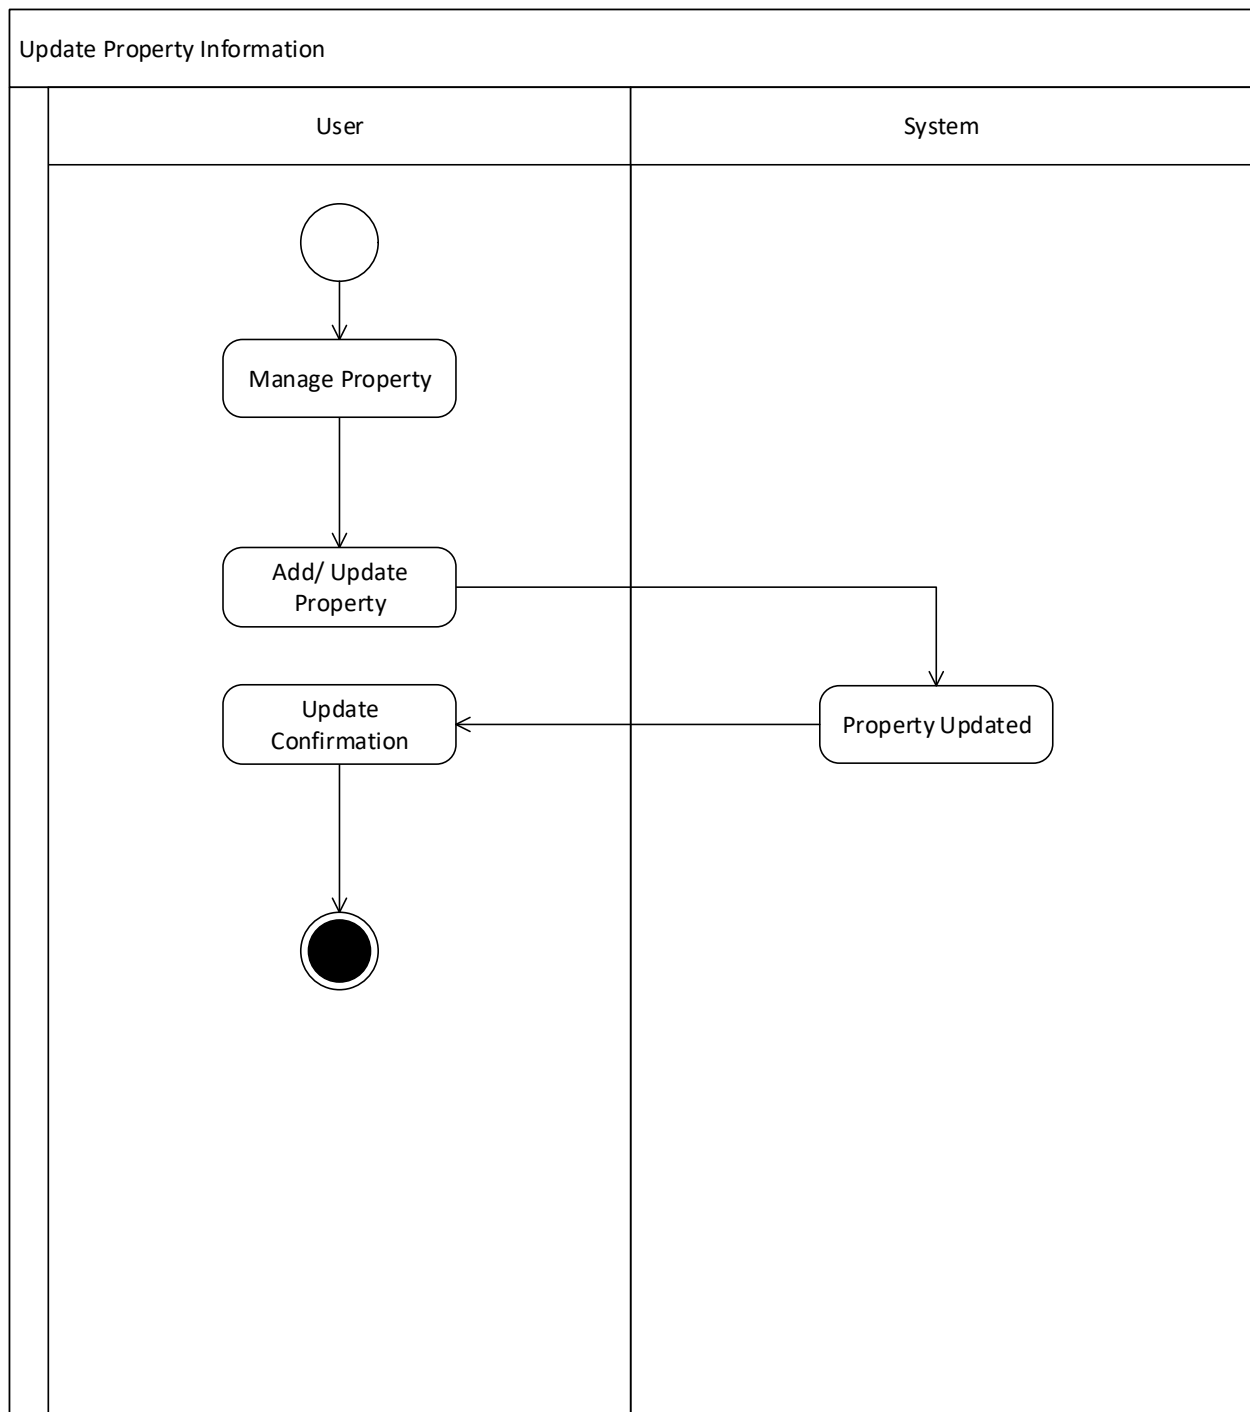 Update Property Information
User
System
Manage Property
Add/ Update
Property
Update
Confirmation
Property Updated